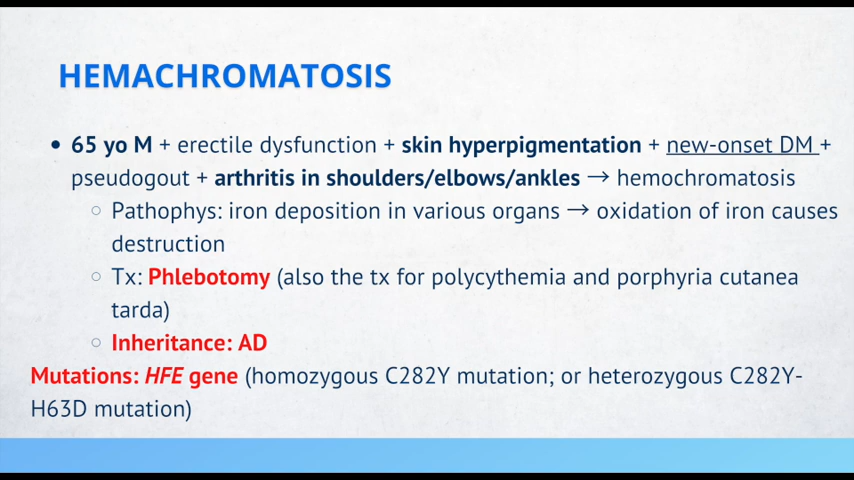 HEMACHROMATOSIS
• 65 yo M + erectile dysfunction + skin hyperpigmentation + new-onset DM +
pseudogout + arthritis in shoulders/elbows/ankles → hemochromatosis
○ Pathophys: iron deposition in various organs → oxidation of iron causes
destruction
○ Tx: Phlebotomy (also the tx for polycythemia and porphyria cutanea
tarda)
○ Inheritance: AD
Mutations: HFE gene (homozygous C282Y mutation; or heterozygous C282Y-
H63D mutation)